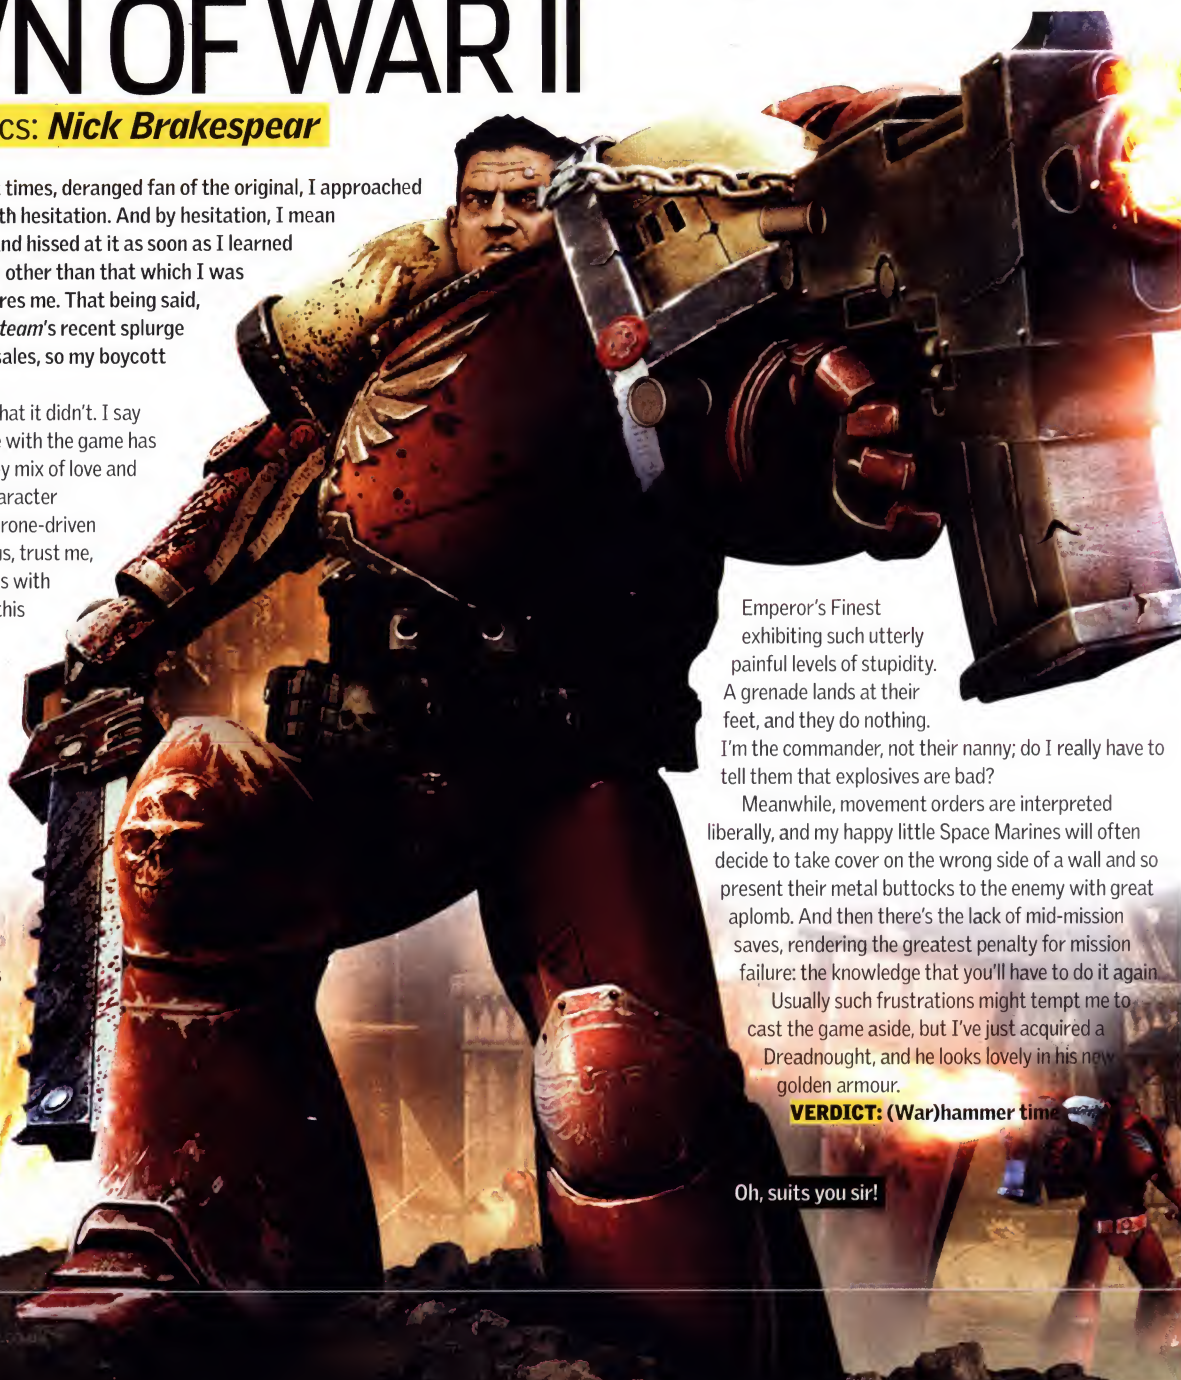 N OF WAR II
cs: Nick Brakespear
times, deranged fan of the original, I approached
th hesitation. And by hesitation, I mean
nd hissed at it as soon as I learned
other than that which I was
res me. That being said,
team's recent splurge
sales, so my boycott
hat it didn't. I say
with the game has
y mix of love and
aracter
rone-driven
s, trust me,
s with
this
Emperor's Finest
exhibiting such utterly
painful levels of stupidity.
A grenade lands at their
feet, and they do nothing.
I'm the commander, not their nanny; do I really have to
tell them that explosives are bad?
Meanwhile, movement orders are interpreted
liberally, and my happy little Space Marines will often
decide to take cover on the wrong side of a wall and so
present their metal buttocks to the enemy with great
aplomb. And then there's the lack of mid-mission
saves, rendering the greatest penalty for mission
failure: the knowledge that you'll have to do it again
Usually such frustrations might tempt me to
cast the game aside, but I've just acquired a
Dreadnought, and he looks lovely in his new
golden armour.
VERDICT: (War)hammer time
Oh, suits you sir!